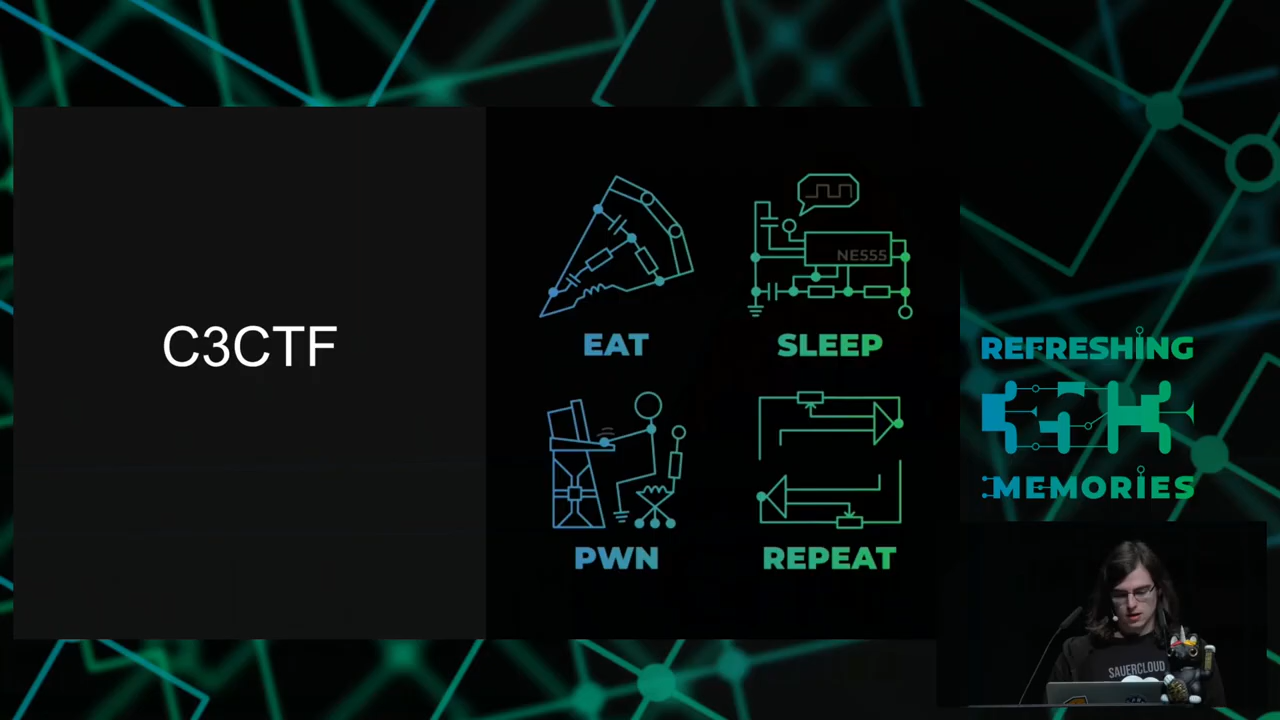 C3CTF
NE555
EAT
SLEEP
PWN
REPEAT
REFRESHING
MEMORIES
SAUERCLOUD